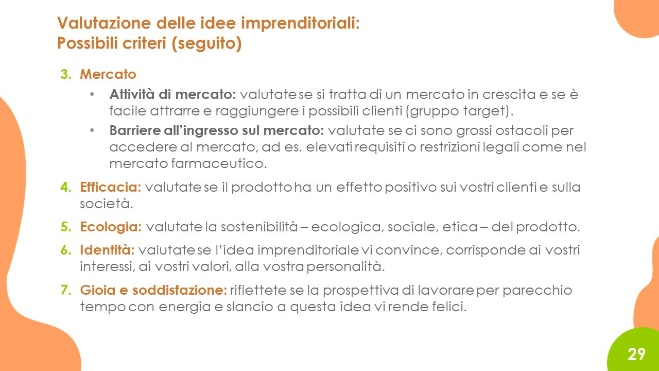 Valutazione delle idee imprenditoriali:
Possibili criteri (seguito)
3. Mercato
• Attività di mercato: valutate se si tratta di un mercato in crescita e se è
facile attrarre e raggiungere i possibili clienti (gruppo target).
• Barriere all'ingresso sul mercato: valutate se ci sono grossi ostacoli per
accedere al mercato, ad es. elevati requisiti o restrizioni legali come nel
mercato farmaceutico.
4. Efficacia: valutate se il prodotto ha un effetto positivo sui vostri clienti e sulla
società.
5. Ecologia: valutate la sostenibilità – ecologica, sociale, etica – del prodotto.
6. Identità: valutate se l'idea imprenditoriale vi convince, corrisponde ai vostri
interessi, ai vostri valori, alla vostra personalità.
7. Gioia e soddisfazione: riflettete se la prospettiva di lavorare per parecchio
tempo con energia e slancio a questa idea vi rende felici.
29